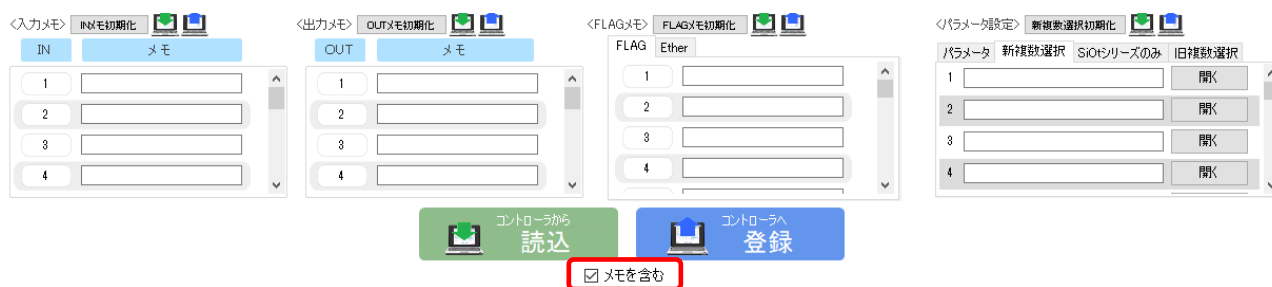 <入力メモ> INメモ初期化
IN メモ
1
2
3
4
<出力メモ> OUTメモ初期化
OUT メモ
1
2
3
4
<FLAGメモ> FLAGメモ初期化
FLAG Ether
1
2
3
4
<パラメータ設定> 新複数選択初期化
パラメータ 新複数選択 SiOtシリーズのみ 旧複数選択
1 開く
2 開く
3 開く
4 開く
コントローラから
読込
コントローラへ
登録
メモを含む